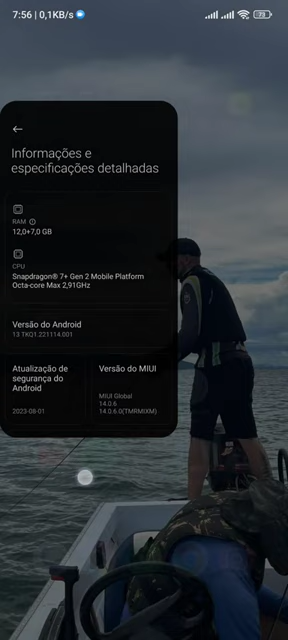 7:56 | 0,1KB/s
73
Informações e
especificações detalhadas
RAM
12,0+7,0 GB
CPU
Snapdragon® 7+ Gen 2 Mobile Platform
Octa-core Max 2,91GHz
Versão do Android
13 TKQ1.221114.001
Atualização de
segurança do
Android
2023-08-01
Versão do MIUI
MIUI Global
14.0.6
14.0.6.0(TMRMIXM)